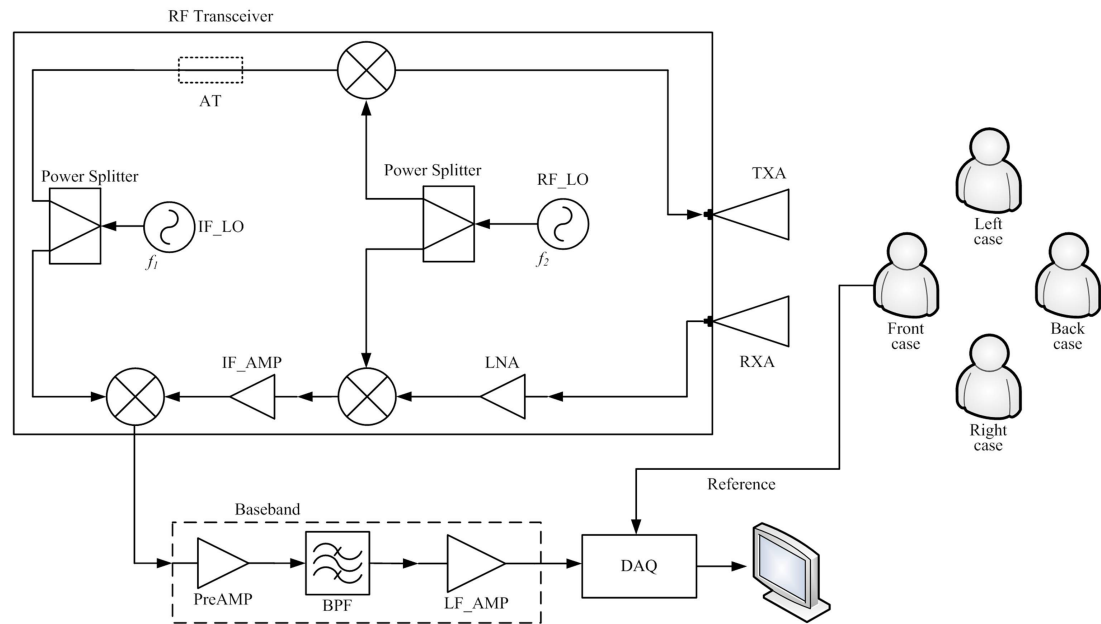 RF Transceiver
AT
Power Splitter
Power Splitter
RF_LO
TXA
IF_LO
f1
f2
Left
case
Front
case
Back
case
IF_AMP
LNA
RXA
Right
case
Reference
Baseband
DAQ
PreAMP
BPF
LF_AMP